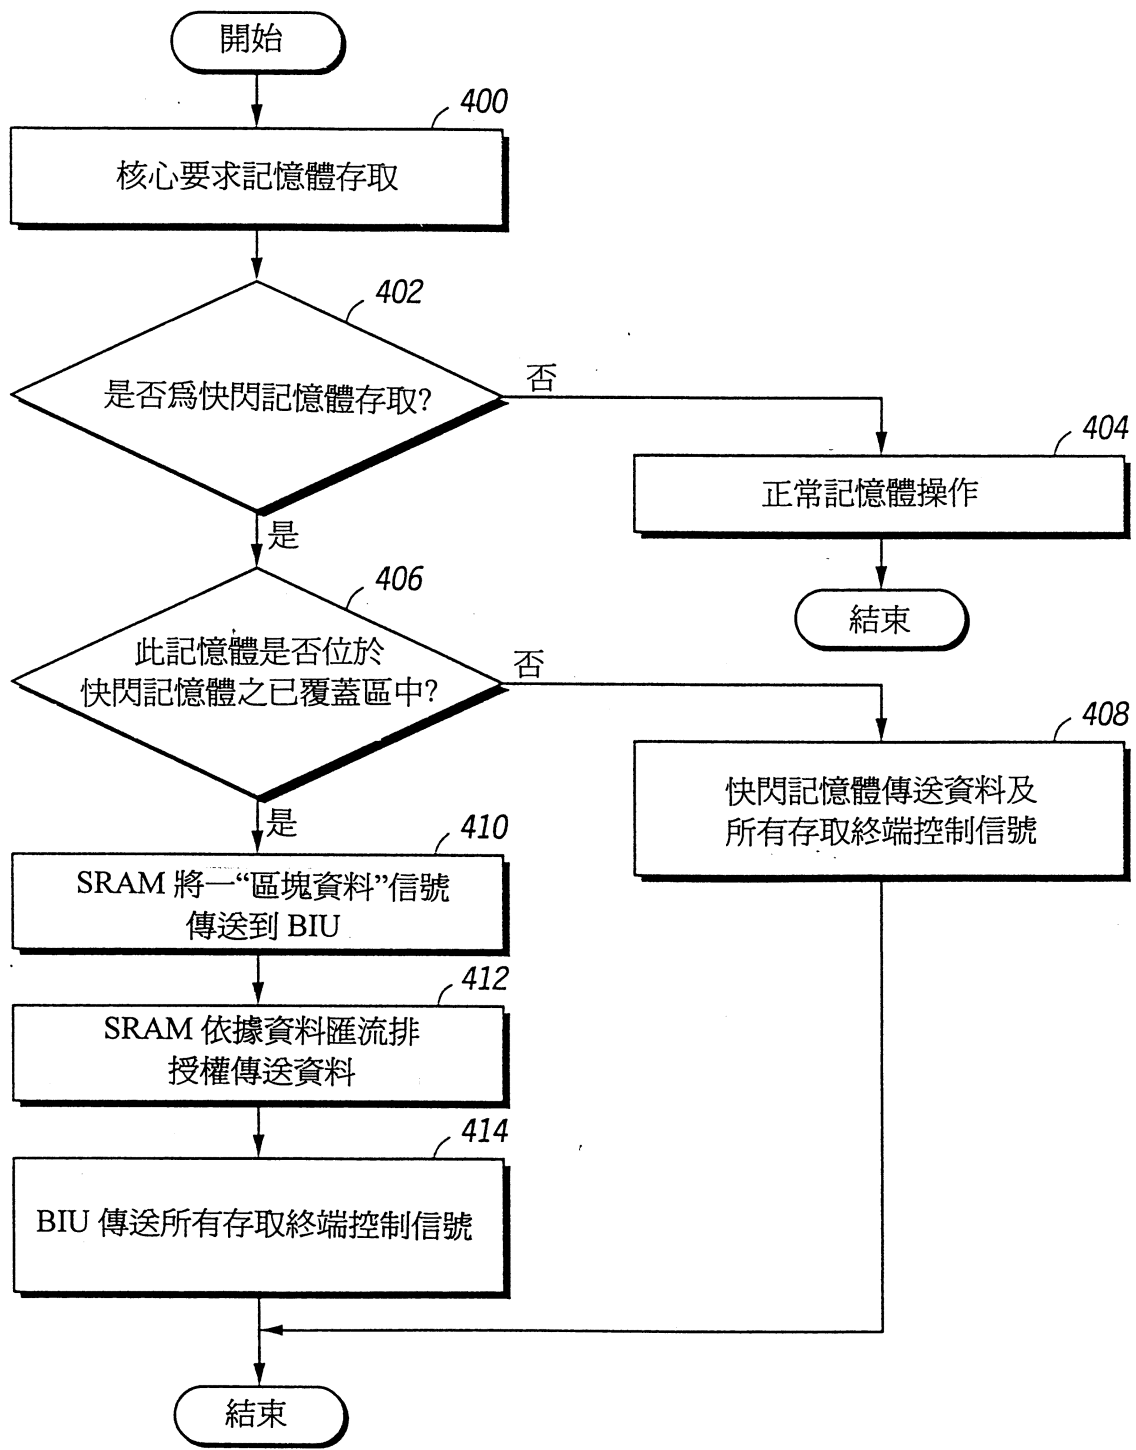 開始
400
核心要求記憶體存取
402
是否為快閃記憶體存取?
否
404
正常記憶體操作
結束
是
406
此記憶體是否位於
快閃記憶體之已覆蓋區中?
否
408
快閃記憶體傳送資料及
所有存取終端控制信號
是
410
SRAM 將一“區塊資料”信號
傳送到 BIU
412
SRAM 依據資料匯流排
授權傳送資料
414
BIU 傳送所有存取終端控制信號
結束